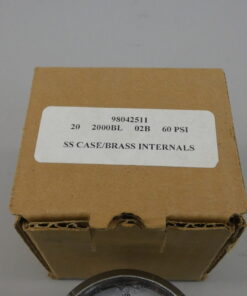 98042511
20 2000BL 02B 60 PSI
SS CASE/BRASS INTERNALS